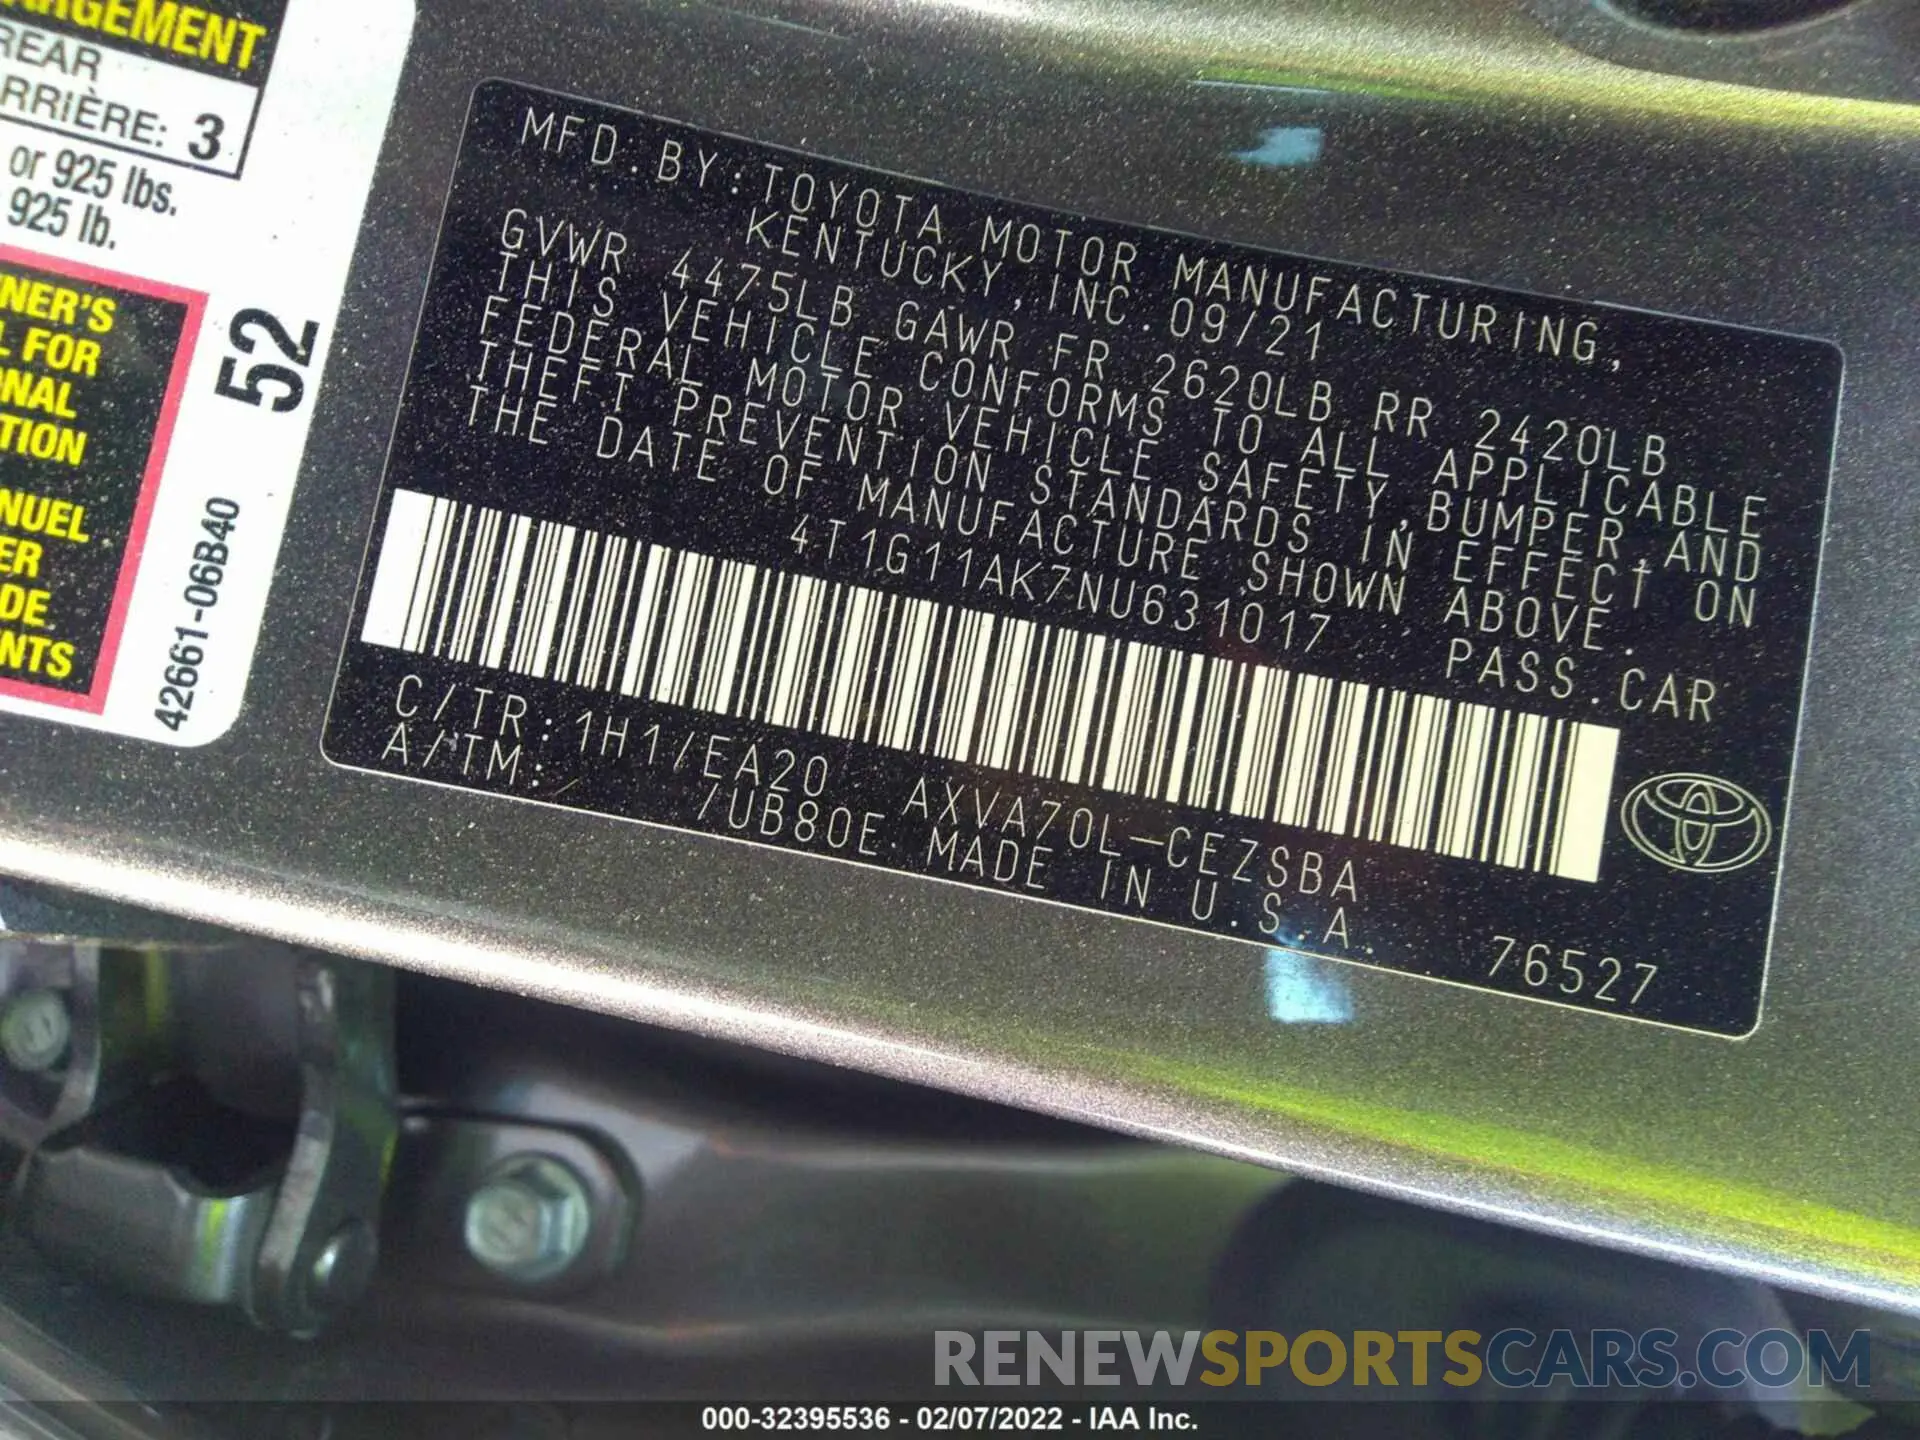 REAR
3
or 925 lbs.
925 lb.
NER'S
FOR
52
42661-06B40
MFD.BY:TOYOTA MOTOR MANUFACTURING,
KENTUCKY,INC.09/21
GVWR 4475LB GAWR FR 2620LB RR 2420LB
THIS VEHICLE CONFORMS TO ALL APPLICABLE
FEDERAL MOTOR VEHICLE SAFETY,BUMPER,AND
THEFT PREVENTION STANDARDS IN EFFECT ON
THE DATE OF MANUFACTURE SHOWN ABOVE.
4T1G11AK7NU631017
PASS.CAR
C/TR:1H1/EA20 AXVA70L-CEZSBA
A/TM: /UB80E MADE IN U.S.A.
76527
RENEWSPORTSCARS.COM
000-32395536 - 02/07/2022 - IAA Inc.